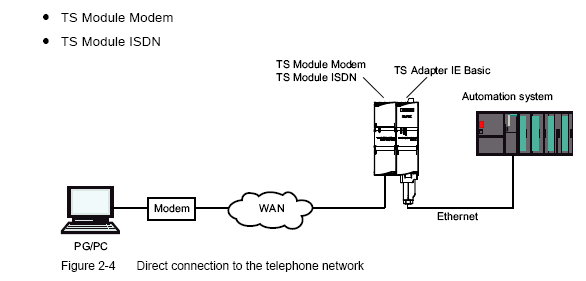 • TS Module Modem
• TS Module ISDN
TS Module Modem
TS Module ISDN
TS Adapter IE Basic
Automation system
Modem
WAN
Ethernet
PG/PC
Figure 2-4 Direct connection to the telephone network